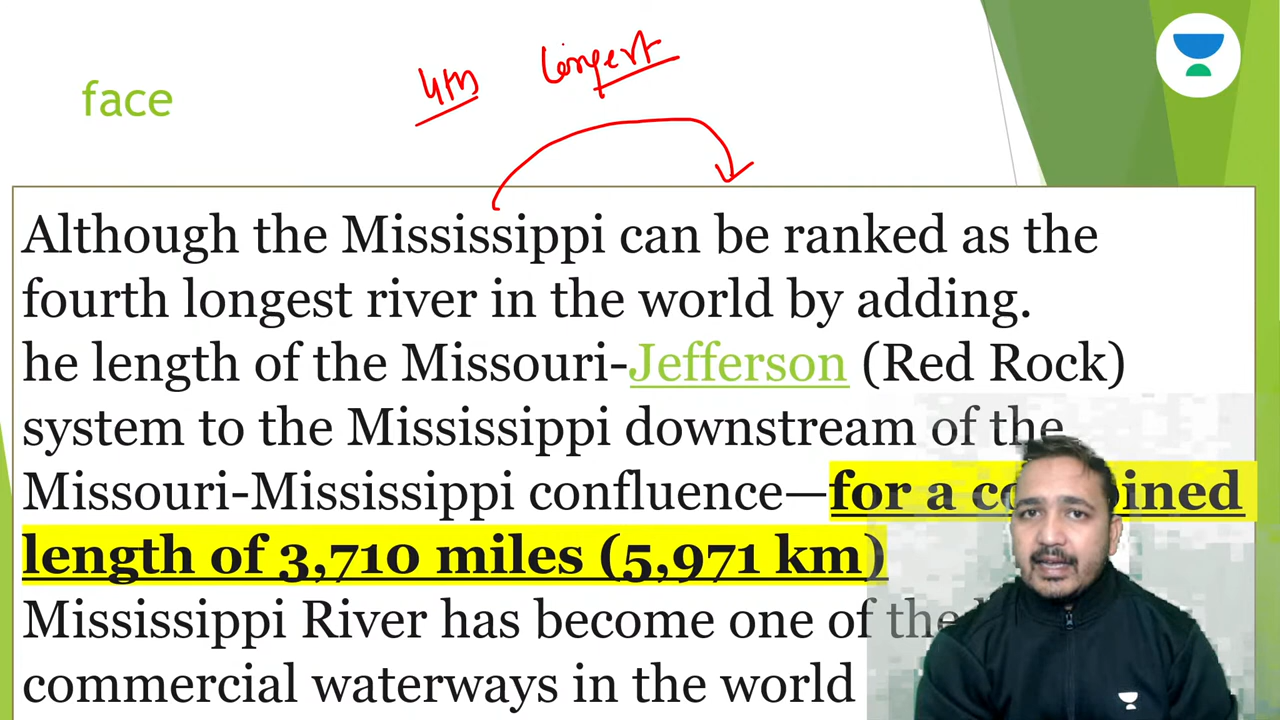 4th longest
face
Although the Mississippi can be ranked as the
fourth longest river in the world by adding.
he length of the Missouri-Jefferson (Red Rock)
system to the Mississippi downstream of the
Missouri-Mississippi confluence—for a combined
length of 3,710 miles (5,971 km)
Mississippi River has become one of the
commercial waterways in the world